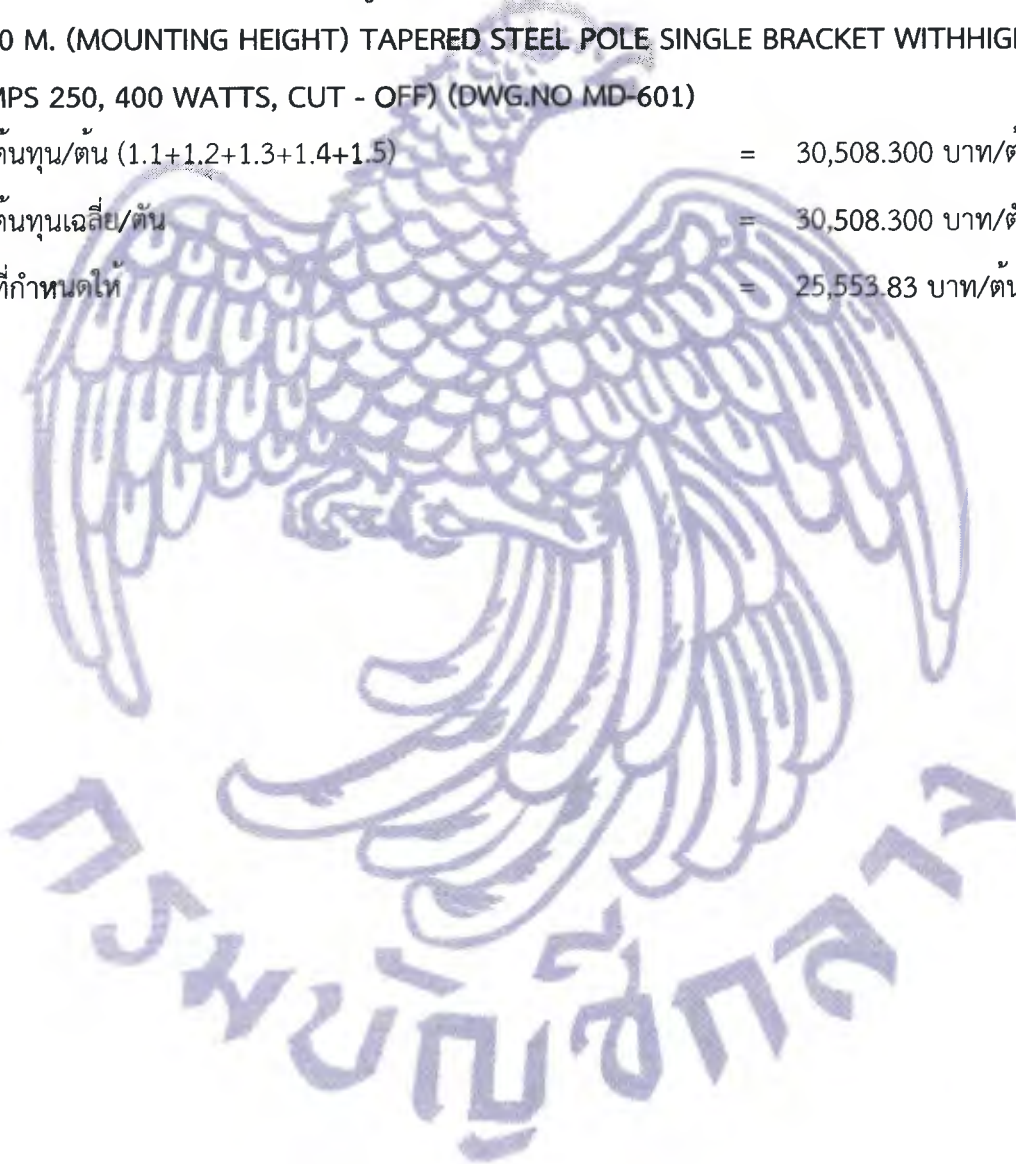 0 M. (MOUNTING HEIGHT) TAPERED STEEL POLE SINGLE BRACKET WITHHIGH
MPS 250, 400 WATTS, CUT - OFF) (DWG.NO MD-601)
ต้นทุน/ต้น (1.1+1.2+1.3+1.4+1.5) = 30,508.300 บาท/ต้
ต้นทุนเฉลี่ย/ต้น = 30,508.300 บาท/ต้
ที่กำหนดให้ = 25,553.83 บาท/ต้น
กรมบัญชีกลาง